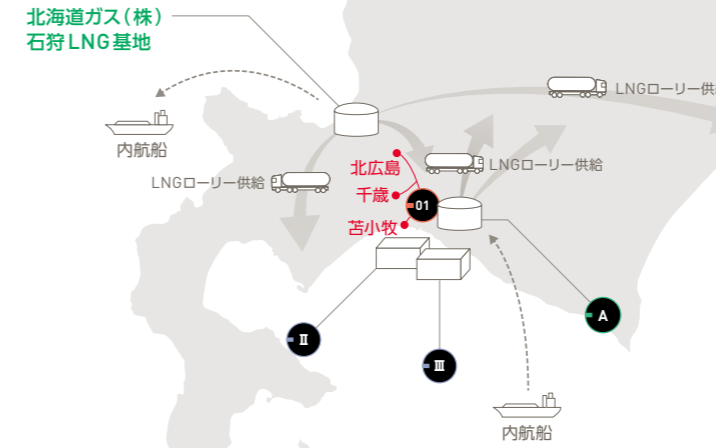 北海道ガス(株)
石狩LNG基地
内航船
LNGローリー供給
LNGローリー供給
LNGローリー供給
北広島
千歳
苫小牧
01
A
Ⅱ
Ⅲ
内航船